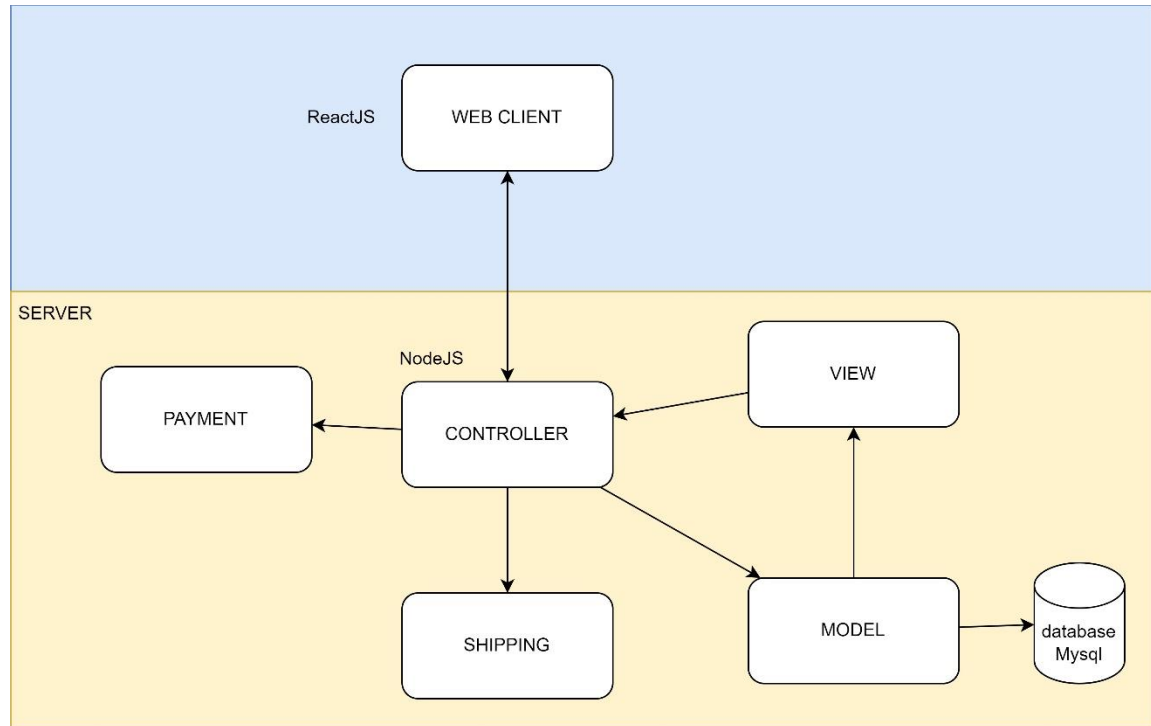 ReactJS
WEB CLIENT
SERVER
NodeJS
VIEW
PAYMENT
CONTROLLER
SHIPPING
MODEL
database
Mysql